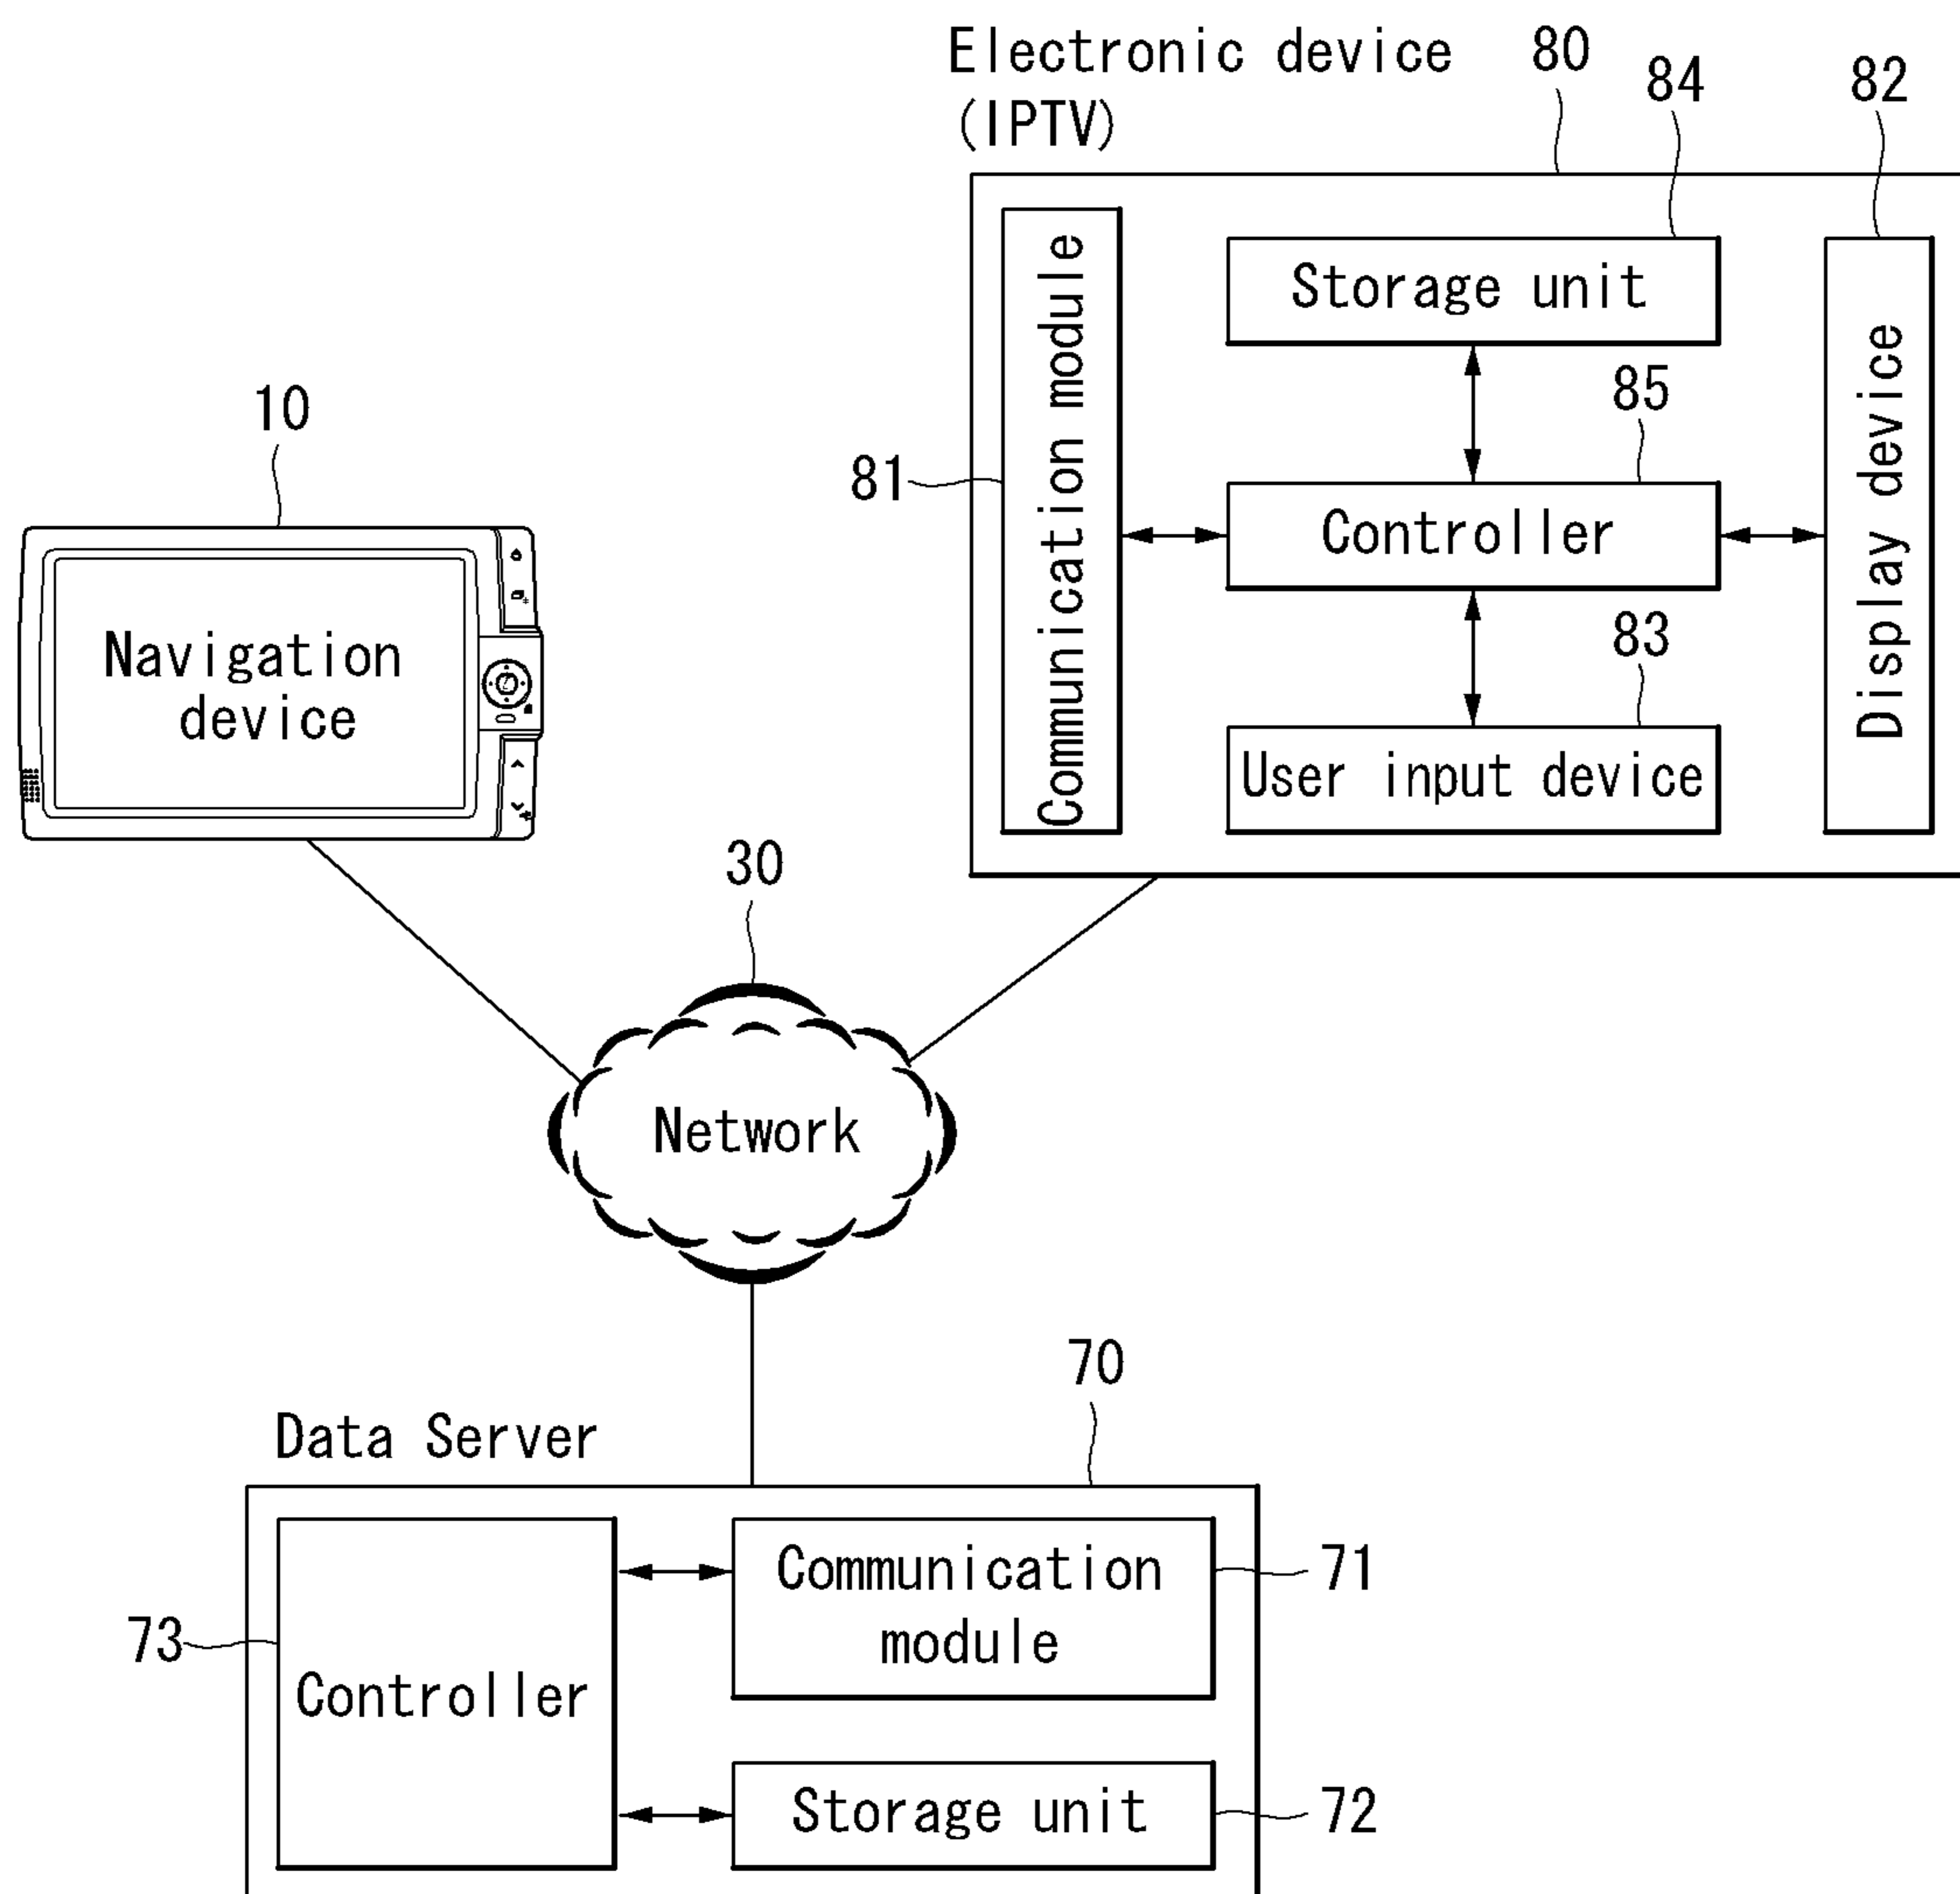 Electronic device
(IPTV)
80
84
82
Communication module
Storage unit
Display device
85
81
Controller
83
User input device
10
Navigation
device
30
Network
70
Data Server
Communication
module
71
73
Controller
Storage unit
72